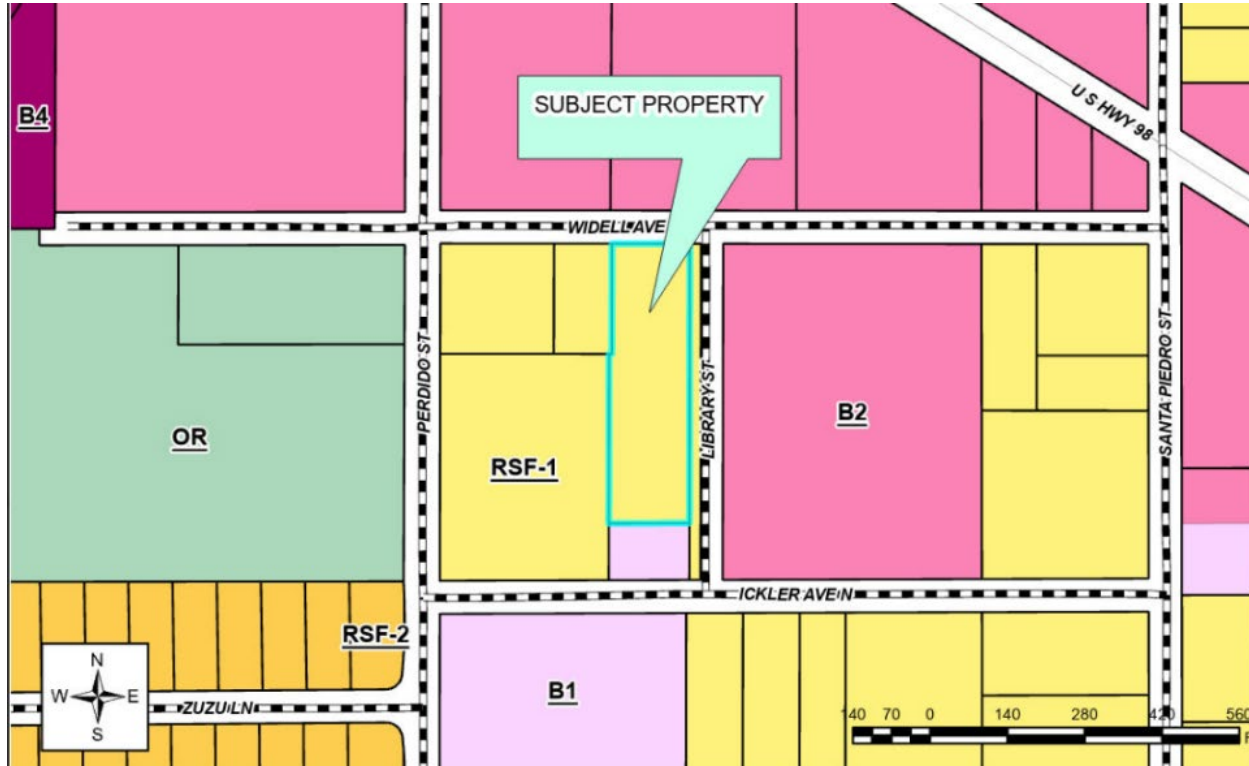 B4
U S HWY 98
SUBJECT PROPERTY
WIDELL AVE
PERDIDO ST
LIBRARY ST
SANTA PIEDRO ST
B2
OR
RSF-1
ICKLER AVE N
RSF-2
B1
N
W E
S
ZUZU LN
140 70 0 140 280 420 560
F